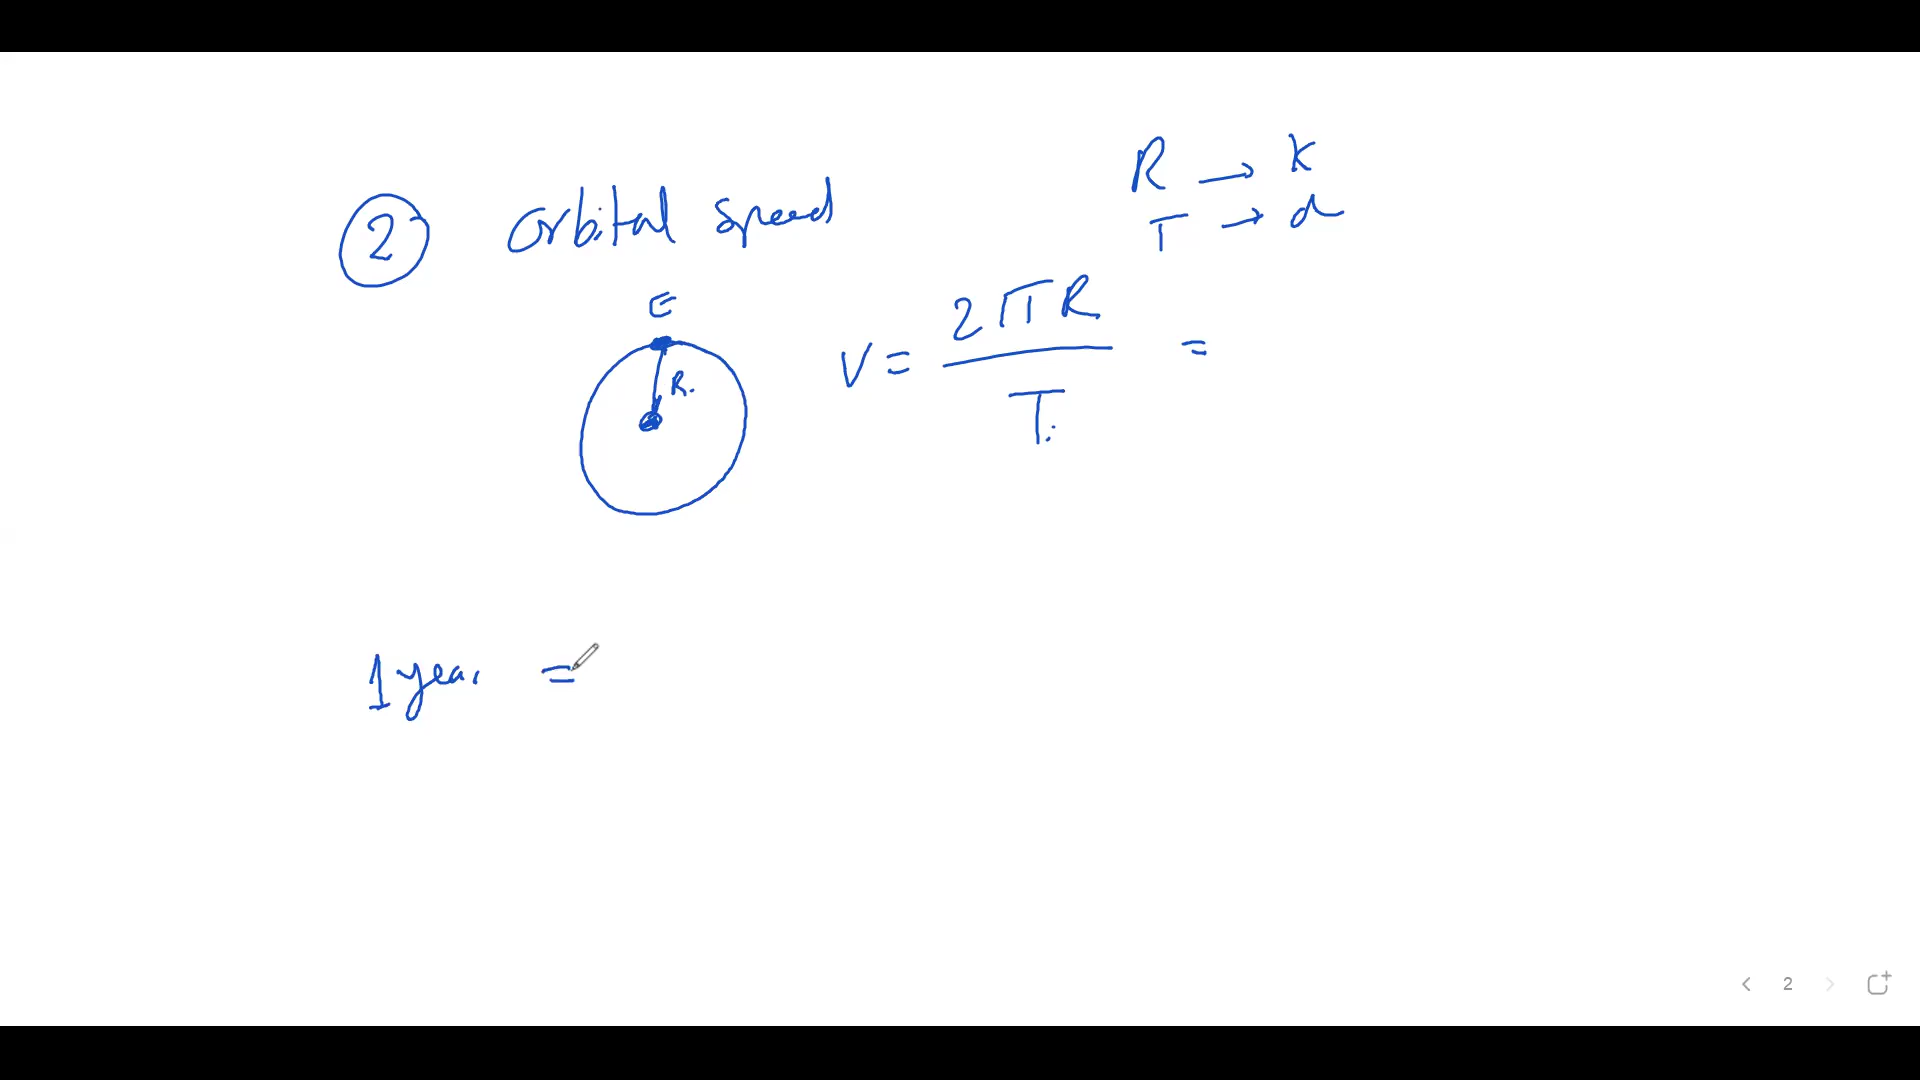 R → k
T → d
② orbital speed
E
R.
V = 2πR / T. =
1 year =
2